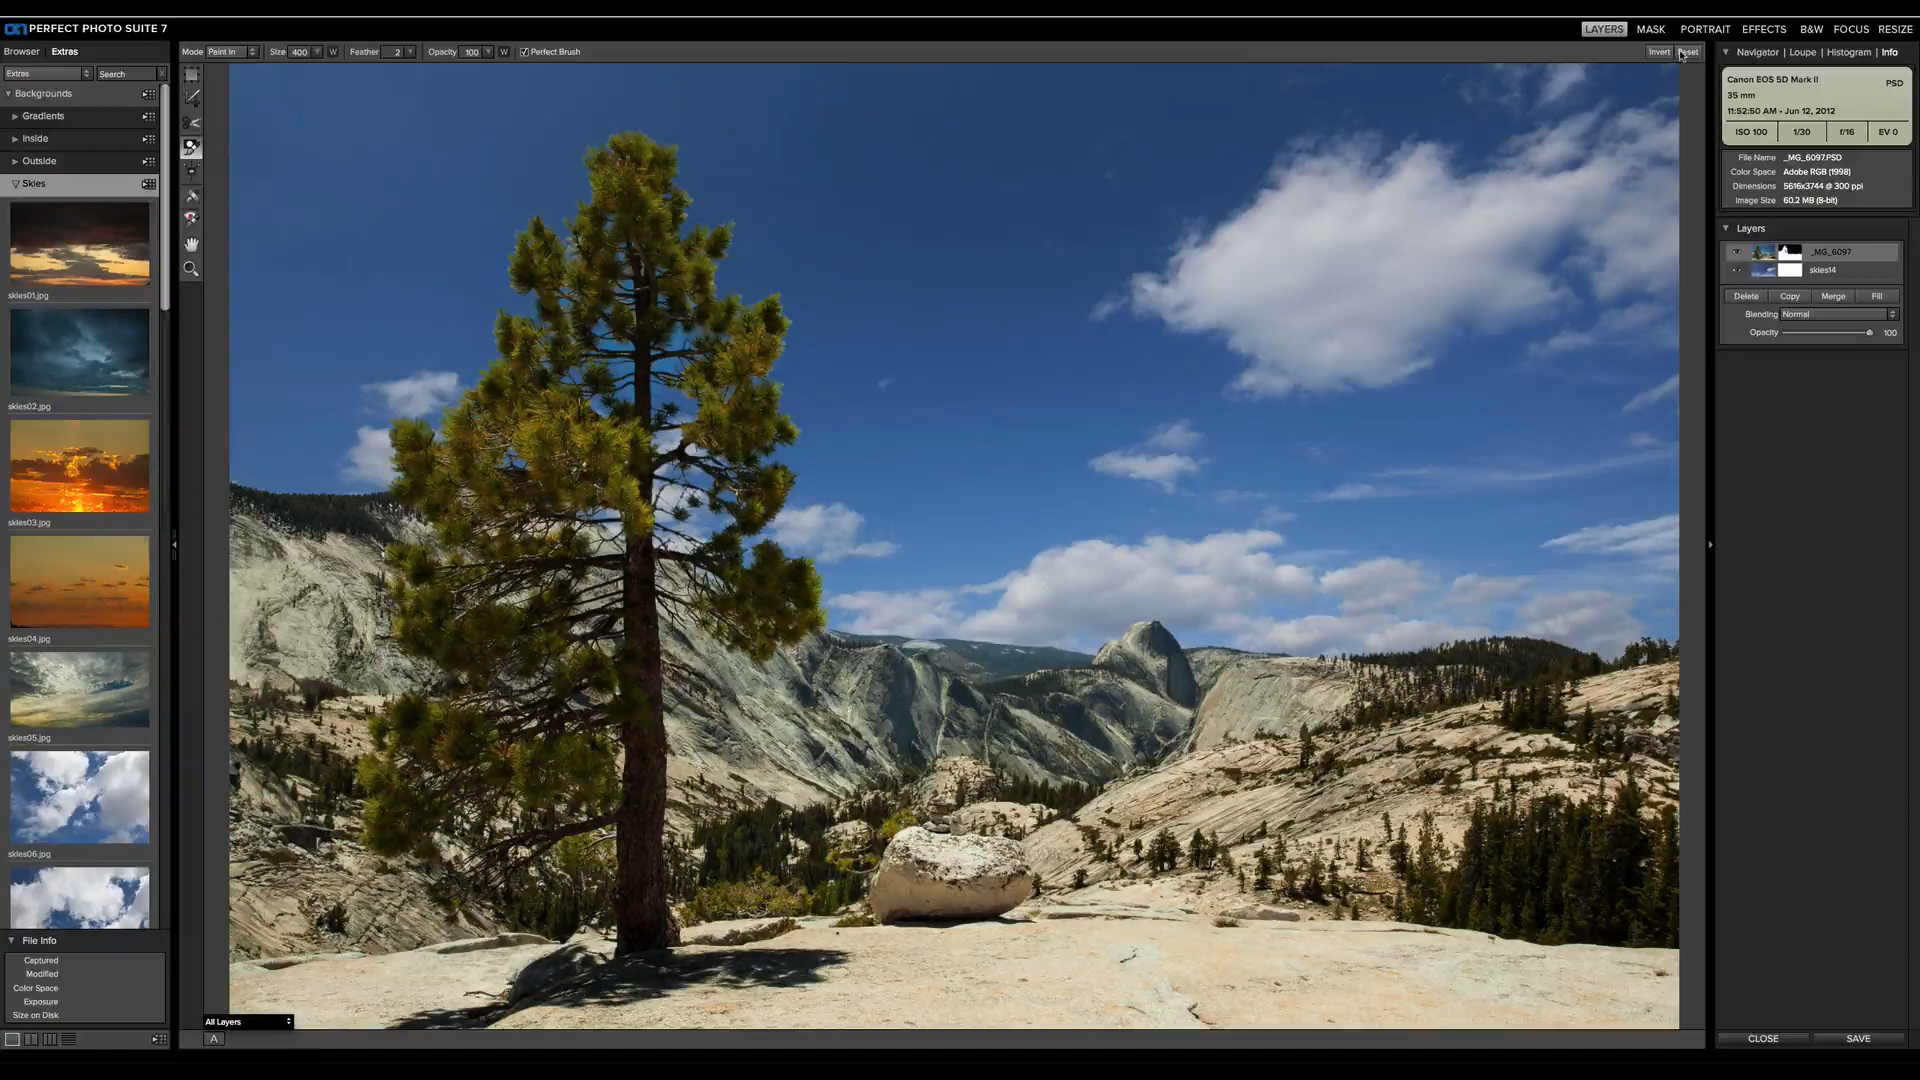 PERFECT PHOTO SUITE 7
LAYERS MASK PORTRAIT EFFECTS B&W FOCUS RESIZE
Browser Extras
Mode Paint In Size 400 W Feather 2 Opacity 100 W Perfect Brush Invert Reset
Navigator | Loupe | Histogram | Info
Extras Search X
Backgrounds
Gradients
Inside
Outside
Skies
skies01.jpg
skies02.jpg
skies03.jpg
skies04.jpg
skies05.jpg
skies06.jpg
File Info
Captured
Modified
Color Space
Exposure
Size on Disk
All Layers
A
Canon EOS 5D Mark II PSD
35 mm
11:52:50 AM - Jun 12, 2012
ISO 100 1/30 f/16 EV 0
File Name _MG_6097.PSD
Color Space Adobe RGB (1998)
Dimensions 5616x3744 @ 300 ppi
Image Size 60.2 MB (8-bit)
Layers
_MG_6097
skies14
Delete Copy Merge Fill
Blending Normal
Opacity 100
CLOSE SAVE